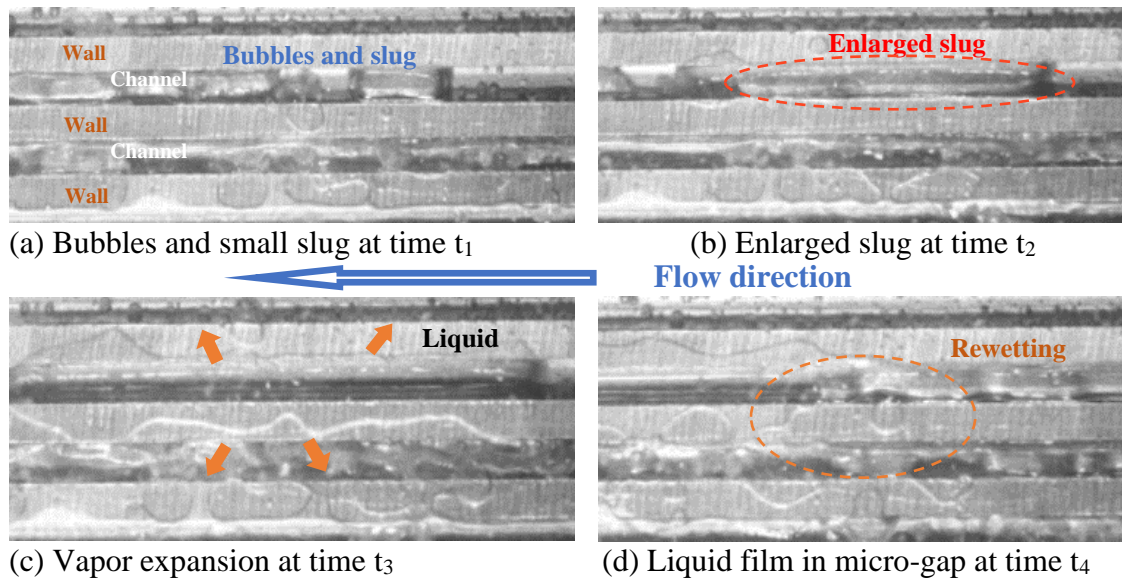 Wall
Bubbles and slug
Channel
Wall
Channel
Wall
Enlarged slug
(a) Bubbles and small slug at time t₁
(b) Enlarged slug at time t₂
Flow direction
Liquid
Rewetting
(c) Vapor expansion at time t₃
(d) Liquid film in micro-gap at time t₄